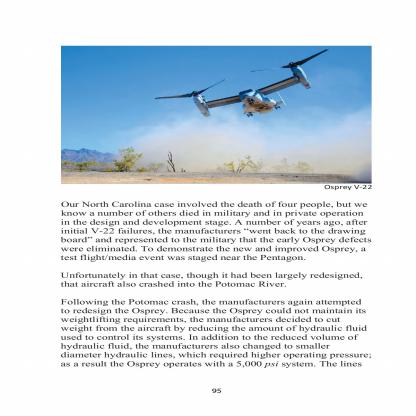 Osprey V-22
Our North Carolina case involved the death of four people, but we
know a number of others died in military and in private operation
in the design and development stage. A number of years ago, after
initial V-22 failures, the manufacturers “went back to the drawing
board” and represented to the military that the early Osprey defects
were eliminated. To demonstrate the new and improved Osprey, a
test flight/media event was staged near the Pentagon.
Unfortunately in that case, though it had been largely redesigned,
that aircraft also crashed into the Potomac River.
Following the Potomac crash, the manufacturers again attempted
to redesign the Osprey. Because the Osprey could not maintain its
weightlifting requirements, the manufacturers decided to cut
weight from the aircraft by reducing the amount of hydraulic fluid
used to control its systems. In addition to the reduced volume of
hydraulic fluid, the manufacturers also changed to smaller
diameter hydraulic lines, which required higher operating pressure;
as a result the Osprey operates with a 5,000 psi system. The lines
95